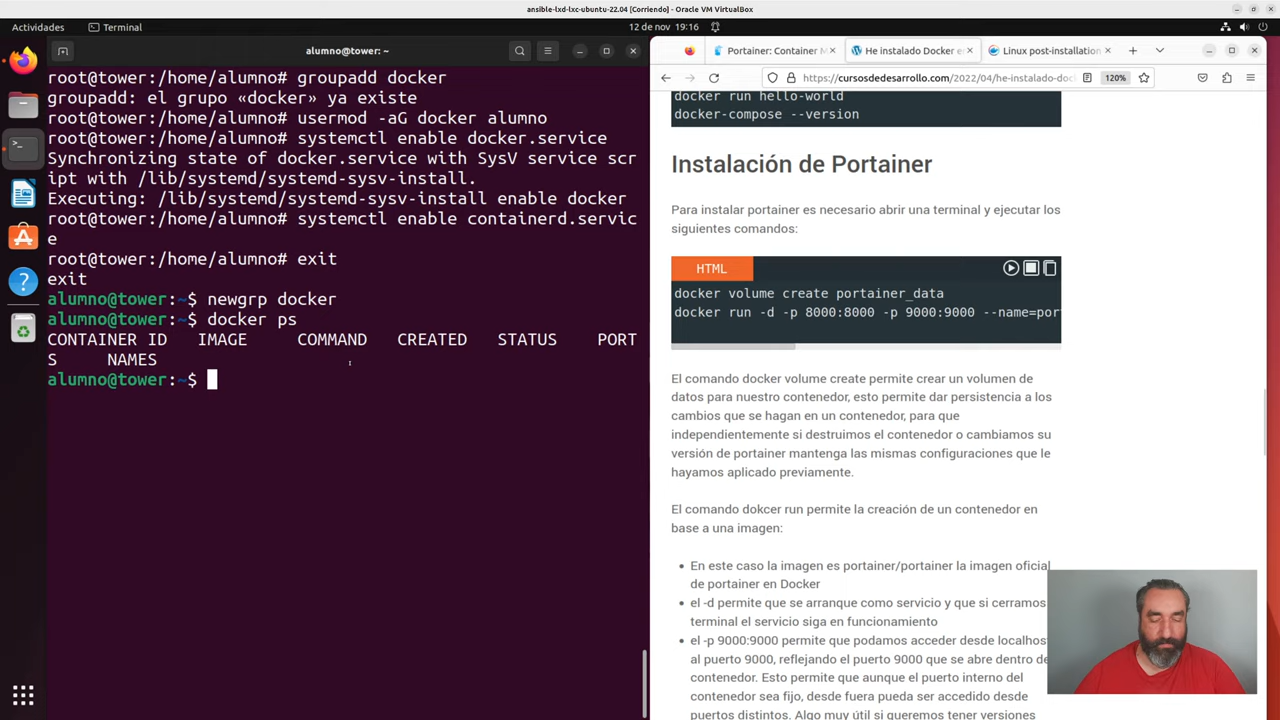 ansible-lxd-lxc-ubuntu-22.04 [Corriendo] - Oracle VM VirtualBox
Actividades
Terminal
12 de nov 19:16
alumno@tower: ~
root@tower:/home/alumno# groupadd docker
groupadd: el grupo «docker» ya existe
root@tower:/home/alumno# usermod -aG docker alumno
root@tower:/home/alumno# systemctl enable docker.service
Synchronizing state of docker.service with SysV service scr
ipt with /lib/systemd/systemd-sysv-install.
Executing: /lib/systemd/systemd-sysv-install enable docker
root@tower:/home/alumno# systemctl enable containerd.servic
e
root@tower:/home/alumno# exit
exit
alumno@tower:~$ newgrp docker
alumno@tower:~$ docker ps
CONTAINER ID IMAGE COMMAND CREATED STATUS PORT
S NAMES
alumno@tower:~$
Portainer: Container M
He instalado Docker e
Linux post-installation
https://cursosdedesarrollo.com/2022/04/he-instalado-doc
120%
docker run hello-world
docker-compose --version
Instalación de Portainer
Para instalar portainer es necesario abrir una terminal y ejecutar los
siguientes comandos:
HTML
docker volume create portainer_data
docker run -d -p 8000:8000 -p 9000:9000 --name=por
El comando docker volume create permite crear un volumen de
datos para nuestro contenedor, esto permite dar persistencia a los
cambios que se hagan en un contenedor, para que
independientemente si destruimos el contenedor o cambiamos su
versión de portainer mantenga las mismas configuraciones que le
hayamos aplicado previamente.
El comando dokcer run permite la creación de un contenedor en
base a una imagen:
En este caso la imagen es portainer/portainer la imagen oficial
de portainer en Docker
el -d permite que se arranque como servicio y que si cerramos
terminal el servicio siga en funcionamiento
el -p 9000:9000 permite que podamos acceder desde localhost
al puerto 9000, reflejando el puerto 9000 que se abre dentro de
contenedor. Esto permite que aunque el puerto interno del
contenedor sea fijo, desde fuera pueda ser accedido desde
puertos distintos. Algo muy útil si queremos tener versiones